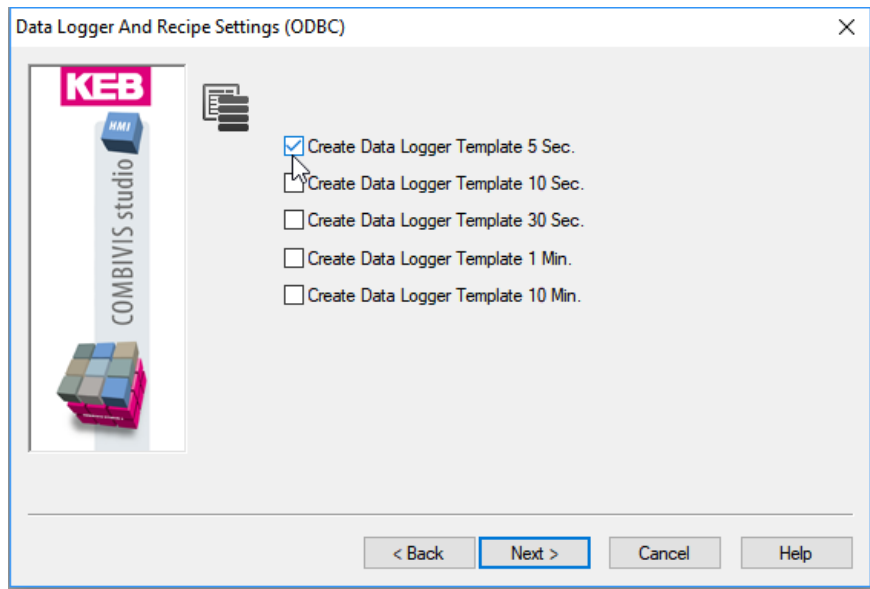 Data Logger And Recipe Settings (ODBC)
KEB
HMI
COMBIVIS studio
Create Data Logger Template 5 Sec.
Create Data Logger Template 10 Sec.
Create Data Logger Template 30 Sec.
Create Data Logger Template 1 Min.
Create Data Logger Template 10 Min.
< Back
Next >
Cancel
Help